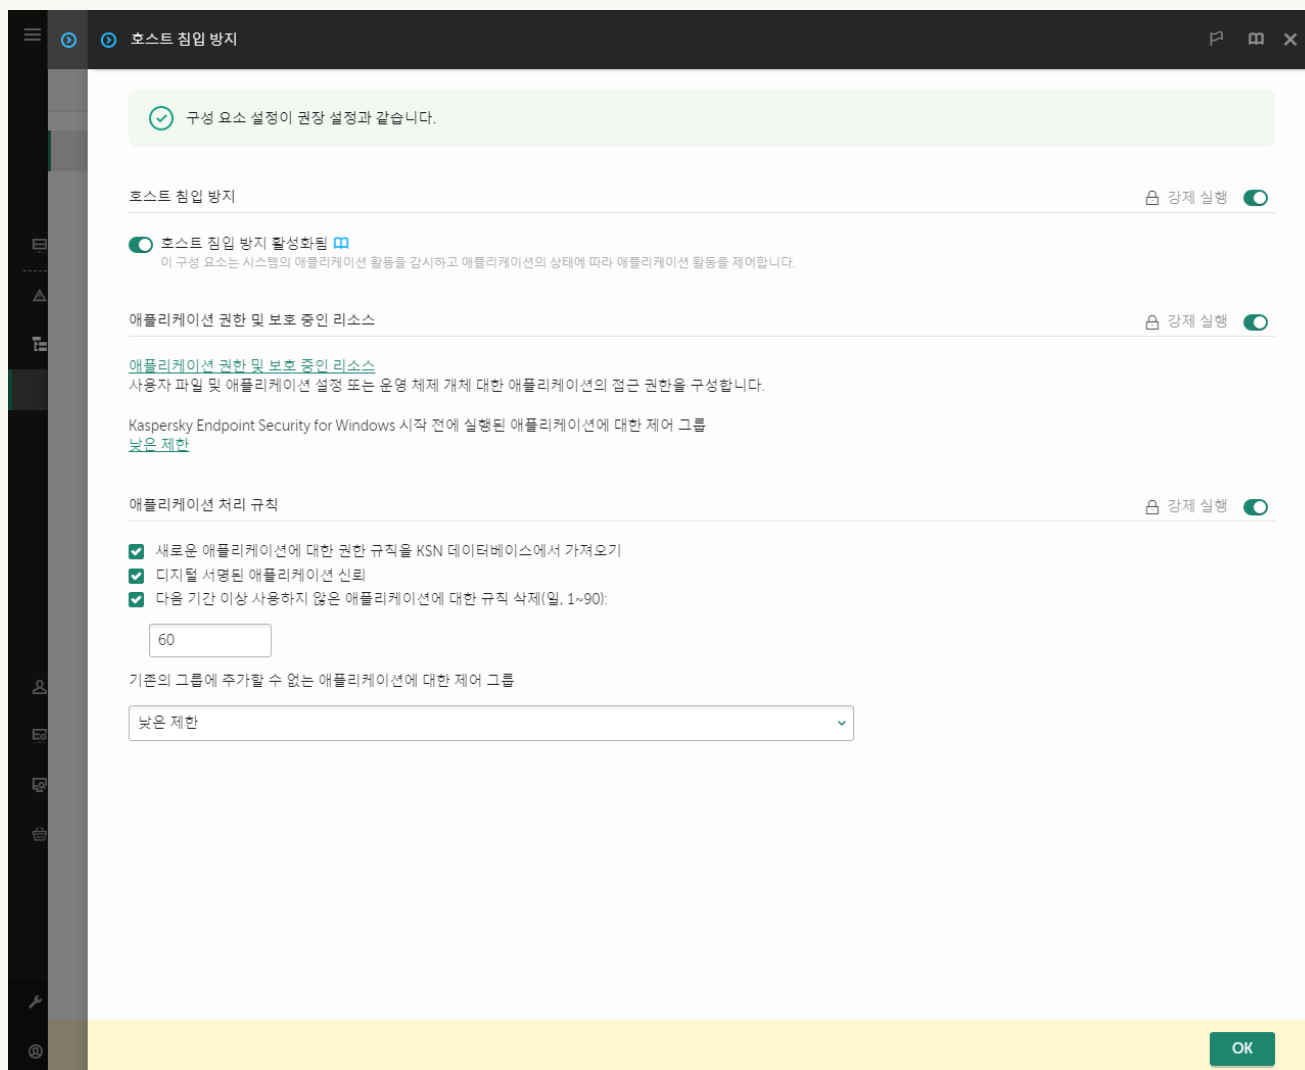 호스트 침입 방지
구성 요소 설정이 권장 설정과 같습니다.
호스트 침입 방지
강제 실행
호스트 침입 방지 활성화됨
이 구성 요소는 시스템의 애플리케이션 활동을 감시하고 애플리케이션의 상태에 따라 애플리케이션 활동을 제어합니다.
애플리케이션 권한 및 보호 중인 리소스
강제 실행
애플리케이션 권한 및 보호 중인 리소스
사용자 파일 및 애플리케이션 설정 또는 운영 체제 개체 대한 애플리케이션의 접근 권한을 구성합니다.
Kaspersky Endpoint Security for Windows 시작 전에 실행된 애플리케이션에 대한 제어 그룹
낮은 제한
애플리케이션 처리 규칙
강제 실행
새로운 애플리케이션에 대한 권한 규칙을 KSN 데이터베이스에서 가져오기
디지털 서명된 애플리케이션 신뢰
다음 기간 이상 사용하지 않은 애플리케이션에 대한 규칙 삭제(일, 1~90):
60
기존의 그룹에 추가할 수 없는 애플리케이션에 대한 제어 그룹
낮은 제한
OK